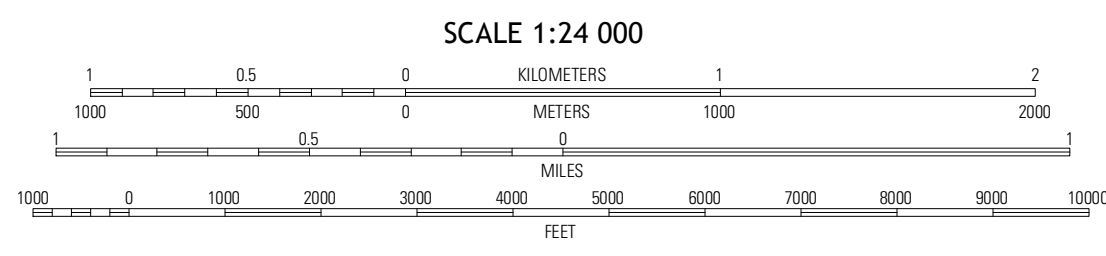 SCALE 1:24 000
1 0.5 0 KILOMETERS 1 2
1000 500 0 METERS 1000 2000
1 0.5 0 1
MILES
1000 0 1000 2000 3000 4000 5000 6000 7000 8000 9000 10000
FEET